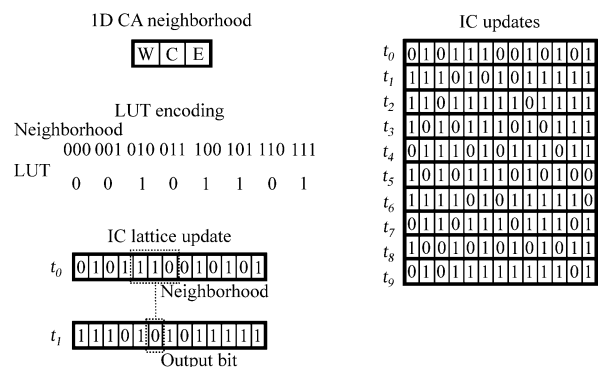 1D CA neighborhood
W C E
LUT encoding
Neighborhood
000 001 010 011 100 101 110 111
LUT
0 0 1 0 1 1 0 1
IC lattice update
t0 0 1 0 1 1 1 0 0 1 0 1 0 1
Neighborhood
t1 1 1 1 0 1 0 1 0 1 1 1 1 1
Output bit
IC updates
t0 0 1 0 1 1 1 0 0 1 0 1 0 1
t1 1 1 1 0 1 0 1 0 1 1 1 1 1
t2 1 1 0 1 1 1 1 1 0 1 1 1 1
t3 1 0 1 0 1 1 1 0 1 0 1 1 1
t4 0 1 1 1 0 1 0 1 1 1 0 1 1
t5 1 0 1 0 1 1 1 0 1 0 1 0 0
t6 1 1 1 1 0 1 0 1 1 1 1 1 0
t7 0 1 1 0 1 1 1 0 1 1 1 0 1
t8 1 0 0 1 0 1 0 1 0 1 0 1 1
t9 0 1 0 1 1 1 1 1 1 1 1 0 1